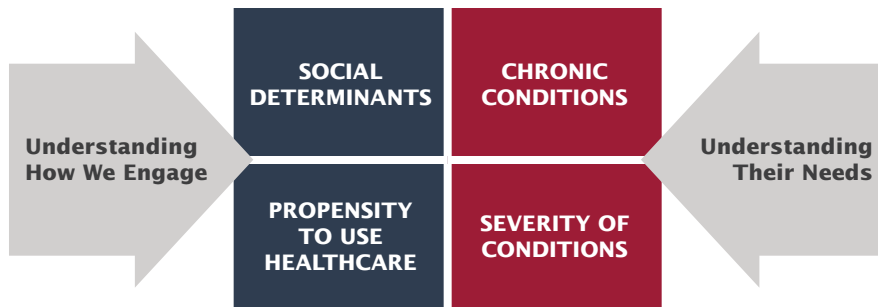 SOCIAL
DETERMINANTS
CHRONIC
CONDITIONS
Understanding
How We Engage
Understanding
Their Needs
PROPENSITY
TO USE
HEALTHCARE
SEVERITY OF
CONDITIONS